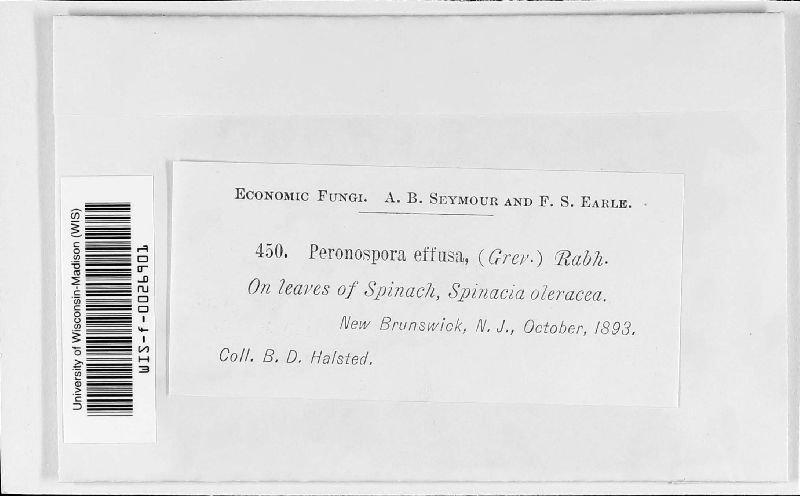 Economic Fungi. A. B. Seymour and F. S. Earle.
450. Peronospora effusa, (Grev.) Rabh.
On leaves of Spinach, Spinacia oleracea.
New Brunswick, N. J., October, 1893.
Coll. B. D. Halsted.
University of Wisconsin-Madison (WIS)
WIS-f-0026901